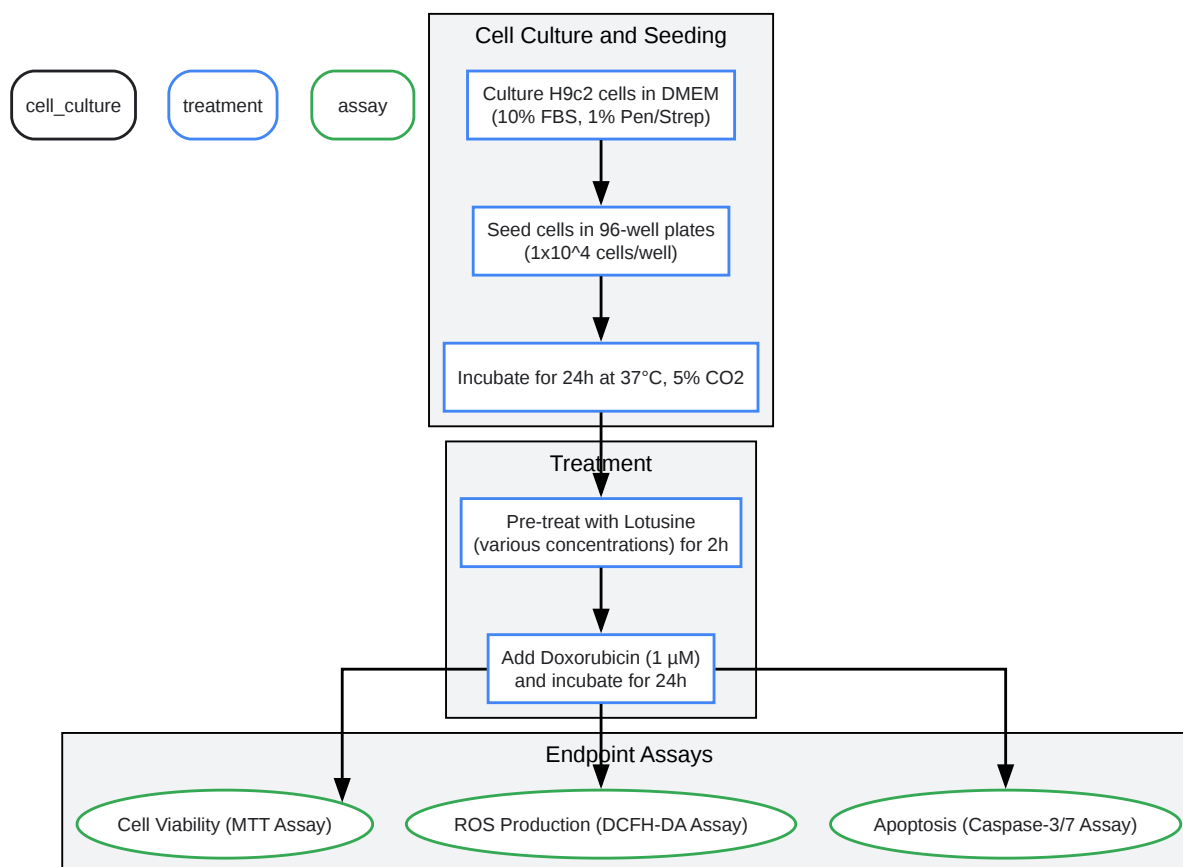 Cell Culture and Seeding
cell_culture
treatment
assay
Culture H9c2 cells in DMEM
(10% FBS, 1% Pen/Strep)
Seed cells in 96-well plates
(1x10^4 cells/well)
Incubate for 24h at 37°C, 5% CO2
Treatment
Pre-treat with Lotusine
(various concentrations) for 2h
Add Doxorubicin (1 µM)
and incubate for 24h
Endpoint Assays
Cell Viability (MTT Assay)
ROS Production (DCFH-DA Assay)
Apoptosis (Caspase-3/7 Assay)